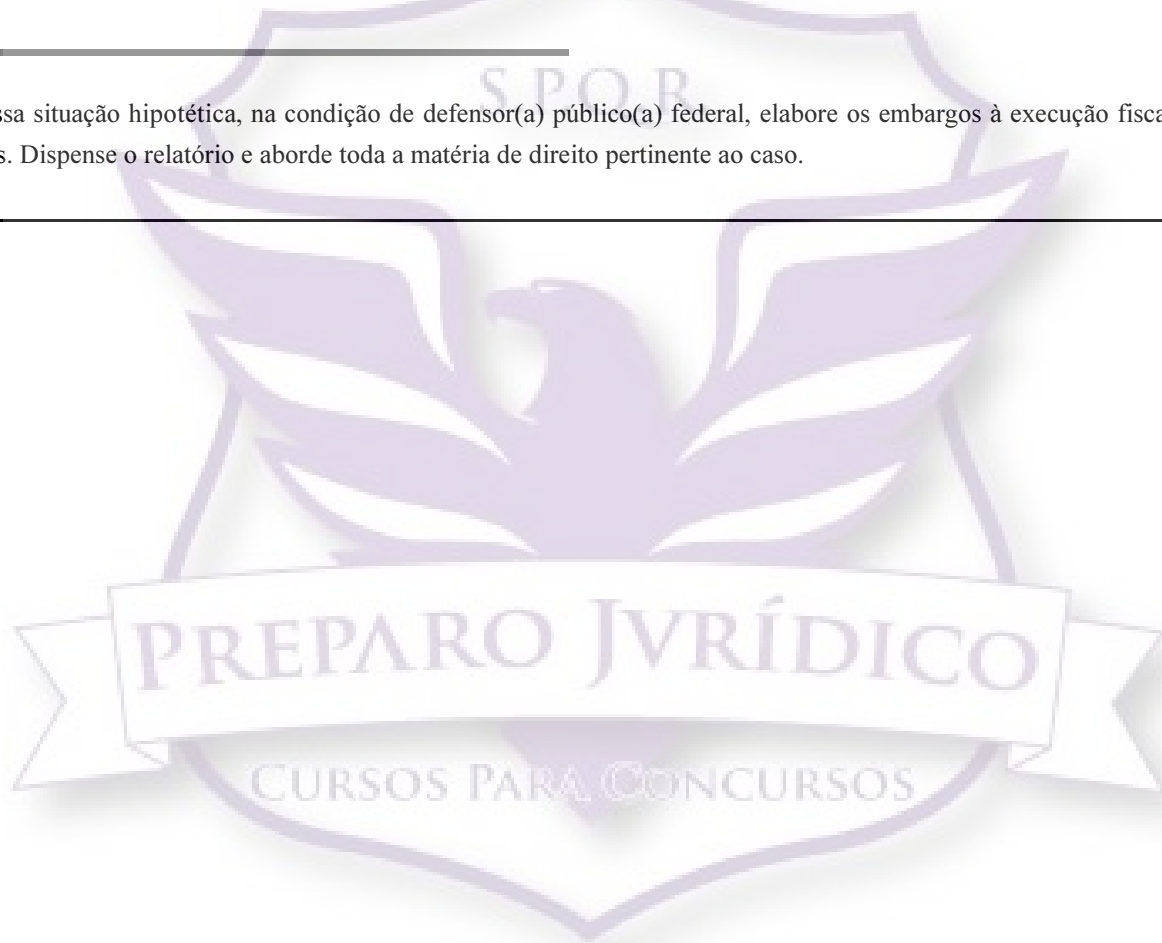 S P Q R
ssa situação hipotética, na condição de defensor(a) público(a) federal, elabore os embargos à execução fisca
s. Dispense o relatório e aborde toda a matéria de direito pertinente ao caso.
PREPARO JVRÍDICO
CURSOS PARA CONCURSOS